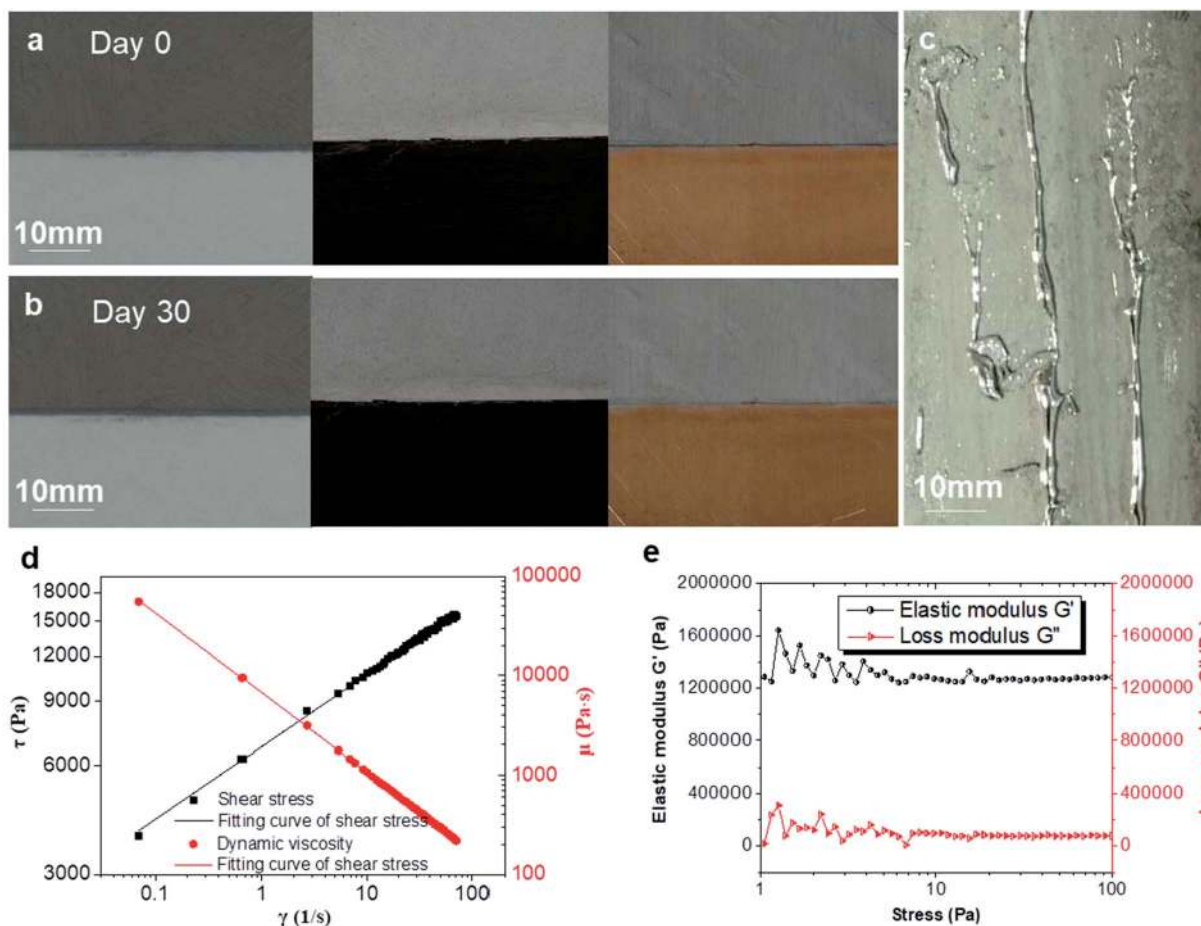 a
Day 0
10mm
b
Day 30
10mm
c
10mm
d
18000
15000
12000
9000
6000
3000
τ (Pa)
100000
10000
1000
100
μ (Pa·s)
Shear stress
Fitting curve of shear stress
Dynamic viscosity
Fitting curve of shear stress
0.1
1
10
100
γ (1/s)
e
2000000
1600000
1200000
800000
400000
0
Elastic modulus G' (Pa)
Elastic modulus G'
Loss modulus G"
2000000
1600000
1200000
800000
400000
0
1
10
100
Stress (Pa)